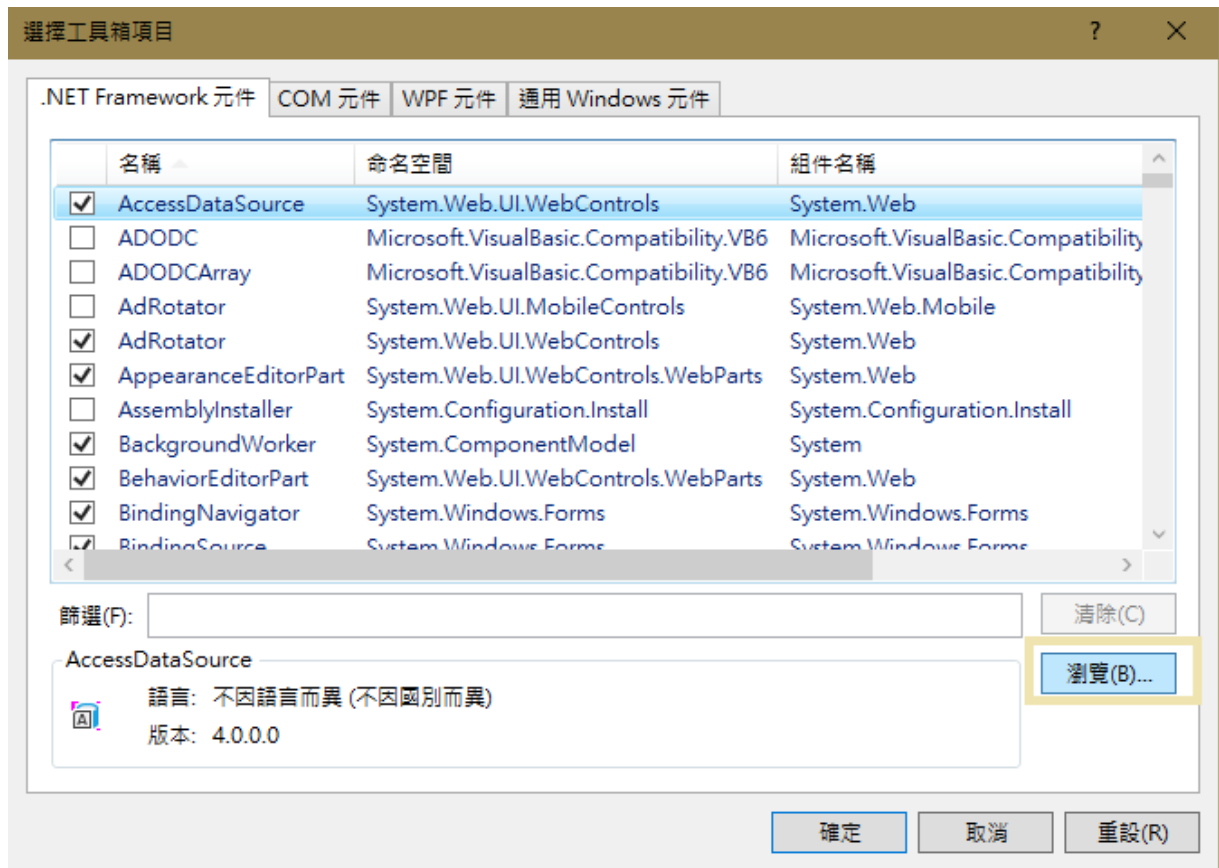 選擇工具箱項目 ?
.NET Framework 元件 COM 元件 WPF 元件 通用 Windows 元件
名稱 命名空間 組件名稱
AccessDataSource System.Web.UI.WebControls System.Web
ADODC Microsoft.VisualBasic.Compatibility.VB6 Microsoft.VisualBasic.Compatibility
ADODCArray Microsoft.VisualBasic.Compatibility.VB6 Microsoft.VisualBasic.Compatibility
AdRotator System.Web.UI.MobileControls System.Web.Mobile
AdRotator System.Web.UI.WebControls System.Web
AppearanceEditorPart System.Web.UI.WebControls.WebParts System.Web
AssemblyInstaller System.Configuration.Install System.Configuration.Install
BackgroundWorker System.ComponentModel System
BehaviorEditorPart System.Web.UI.WebControls.WebParts System.Web
BindingNavigator System.Windows.Forms System.Windows.Forms
BindingSource System.Windows.Forms System.Windows.Forms
篩選(F): 清除(C)
AccessDataSource 瀏覽(B)...
語言: 不因語言而異 (不因國別而異)
版本: 4.0.0.0
確定 取消 重設(R)